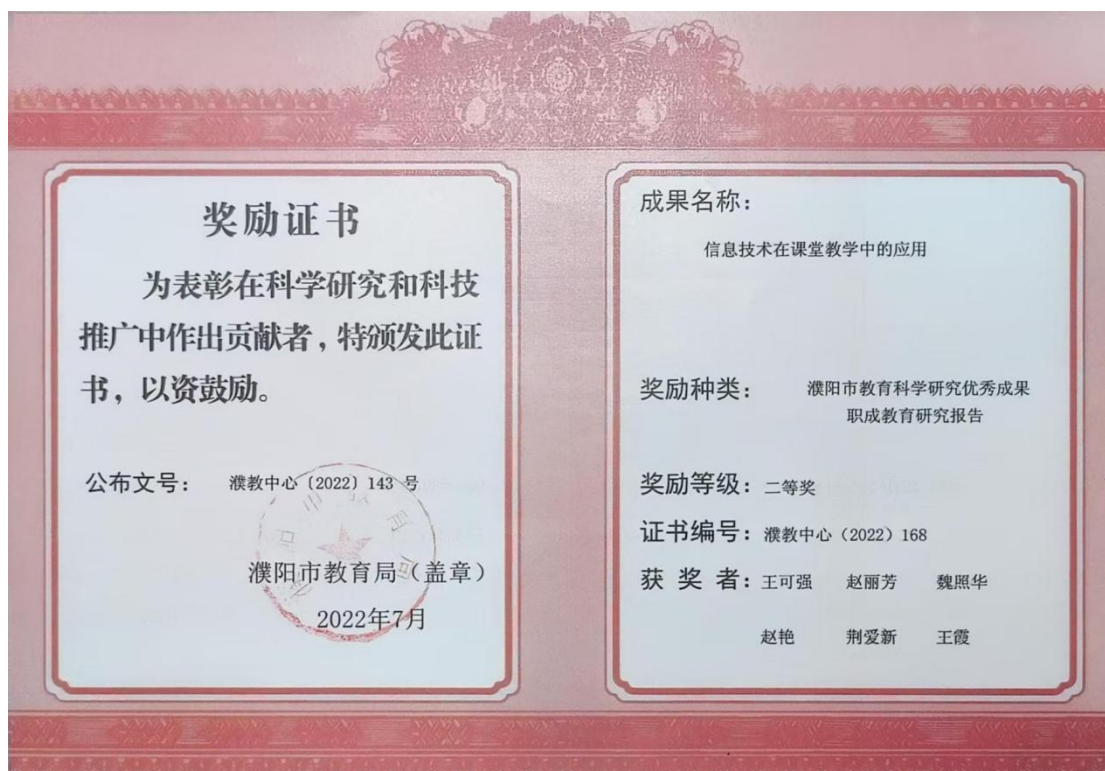 奖励证书
为表彰在科学研究和科技
推广中作出贡献者，特颁发此证
书，以资鼓励。
公布文号： 濮教中心〔2022〕143 号
濮阳市教育局（盖章）
2022年7月
成果名称：
信息技术在课堂教学中的应用
奖励种类： 濮阳市教育科学研究优秀成果
职成教育研究报告
奖励等级：二等奖
证书编号：濮教中心（2022）168
获 奖 者：王可强 赵丽芳 魏照华
赵艳 荆爱新 王霞